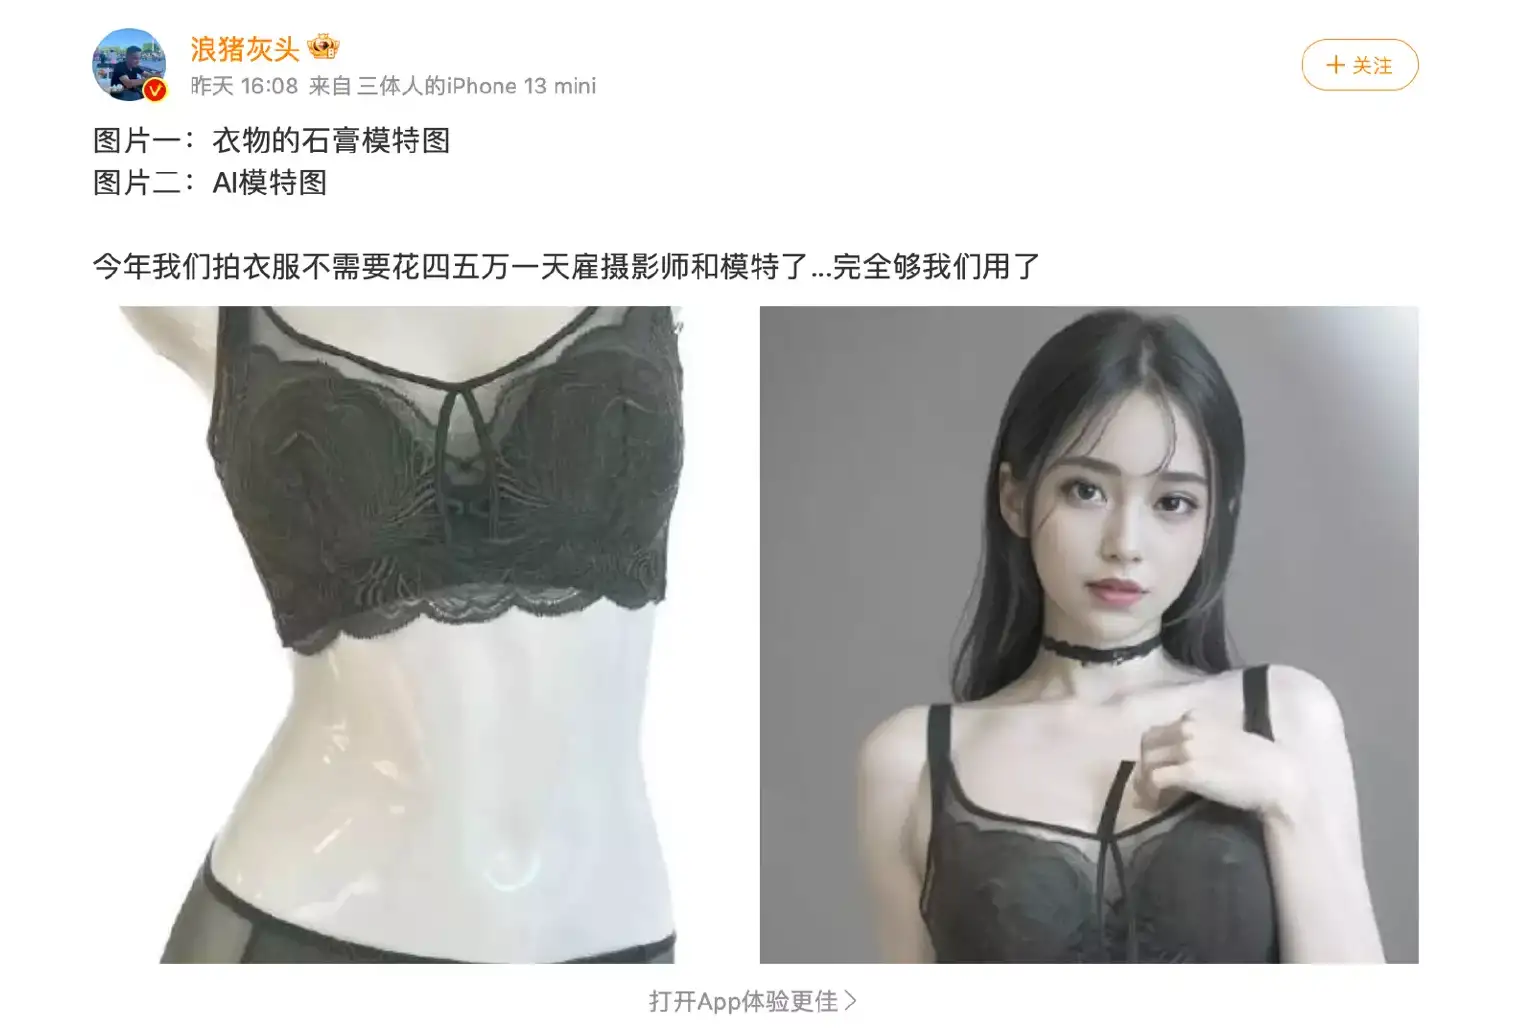 浪猪灰头
+ 关注
昨天 16:08 来自 三体人的iPhone 13 mini
图片一：衣物的石膏模特图
图片二：AI模特图
今年我们拍衣服不需要花四五万一天雇摄影师和模特了...完全够我们用了
打开App体验更佳